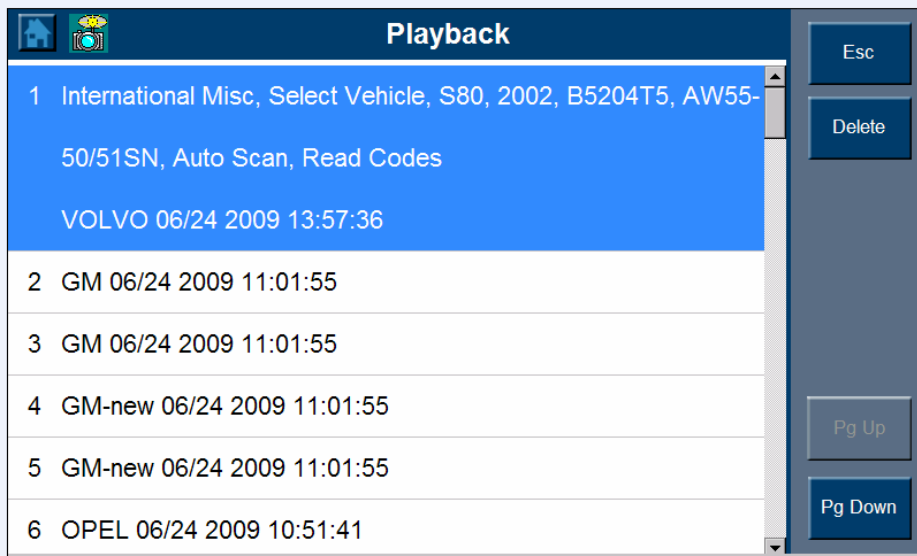 Playback
1 International Misc, Select Vehicle, S80, 2002, B5204T5, AW55-
50/51SN, Auto Scan, Read Codes
VOLVO 06/24 2009 13:57:36
2 GM 06/24 2009 11:01:55
3 GM 06/24 2009 11:01:55
4 GM-new 06/24 2009 11:01:55
5 GM-new 06/24 2009 11:01:55
6 OPEL 06/24 2009 10:51:41
Esc
Delete
Pg Up
Pg Down